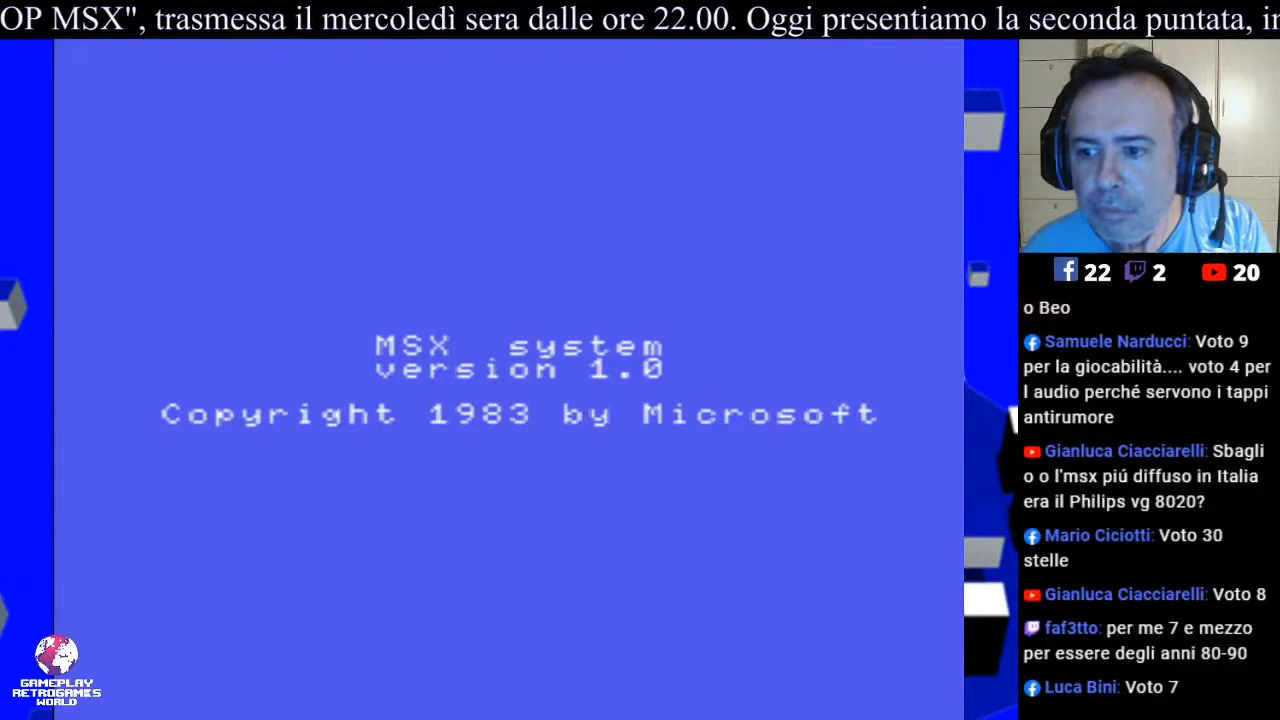 OP MSX", trasmessa il mercoledì sera dalle ore 22.00. Oggi presentiamo la seconda puntata, in
MSX system
version 1.0
Copyright 1983 by Microsoft
22 2 20
o Beo
Samuele Narducci: Voto 9
per la giocabilità.... voto 4 per
l audio perché servono i tappi
antirumore
Gianluca Ciacciarelli: Sbagli
o o l'msx piú diffuso in Italia
era il Philips vg 8020?
Mario Ciciotti: Voto 30
stelle
Gianluca Ciacciarelli: Voto 8
faf3tto: per me 7 e mezzo
per essere degli anni 80-90
Luca Bini: Voto 7
GAMEPLAY
RETROGAMES
WORLD